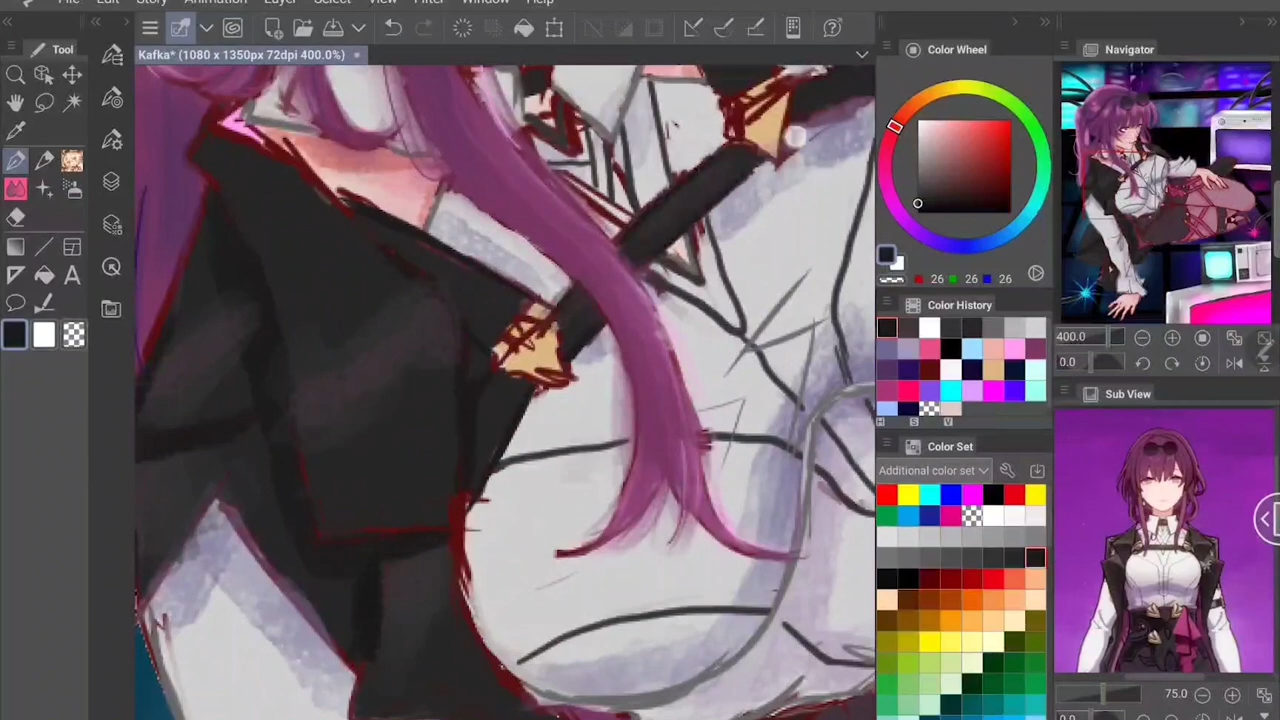 File Edit Story Animation Layer Select View Filter Window Help
Kafka* (1080 x 1350px 72dpi 400.0%)
Tool
Color Wheel
26 26 26
Color History
H S V
Color Set
Additional color set
Navigator
400.0
0.0
Sub View
75.0
0.0